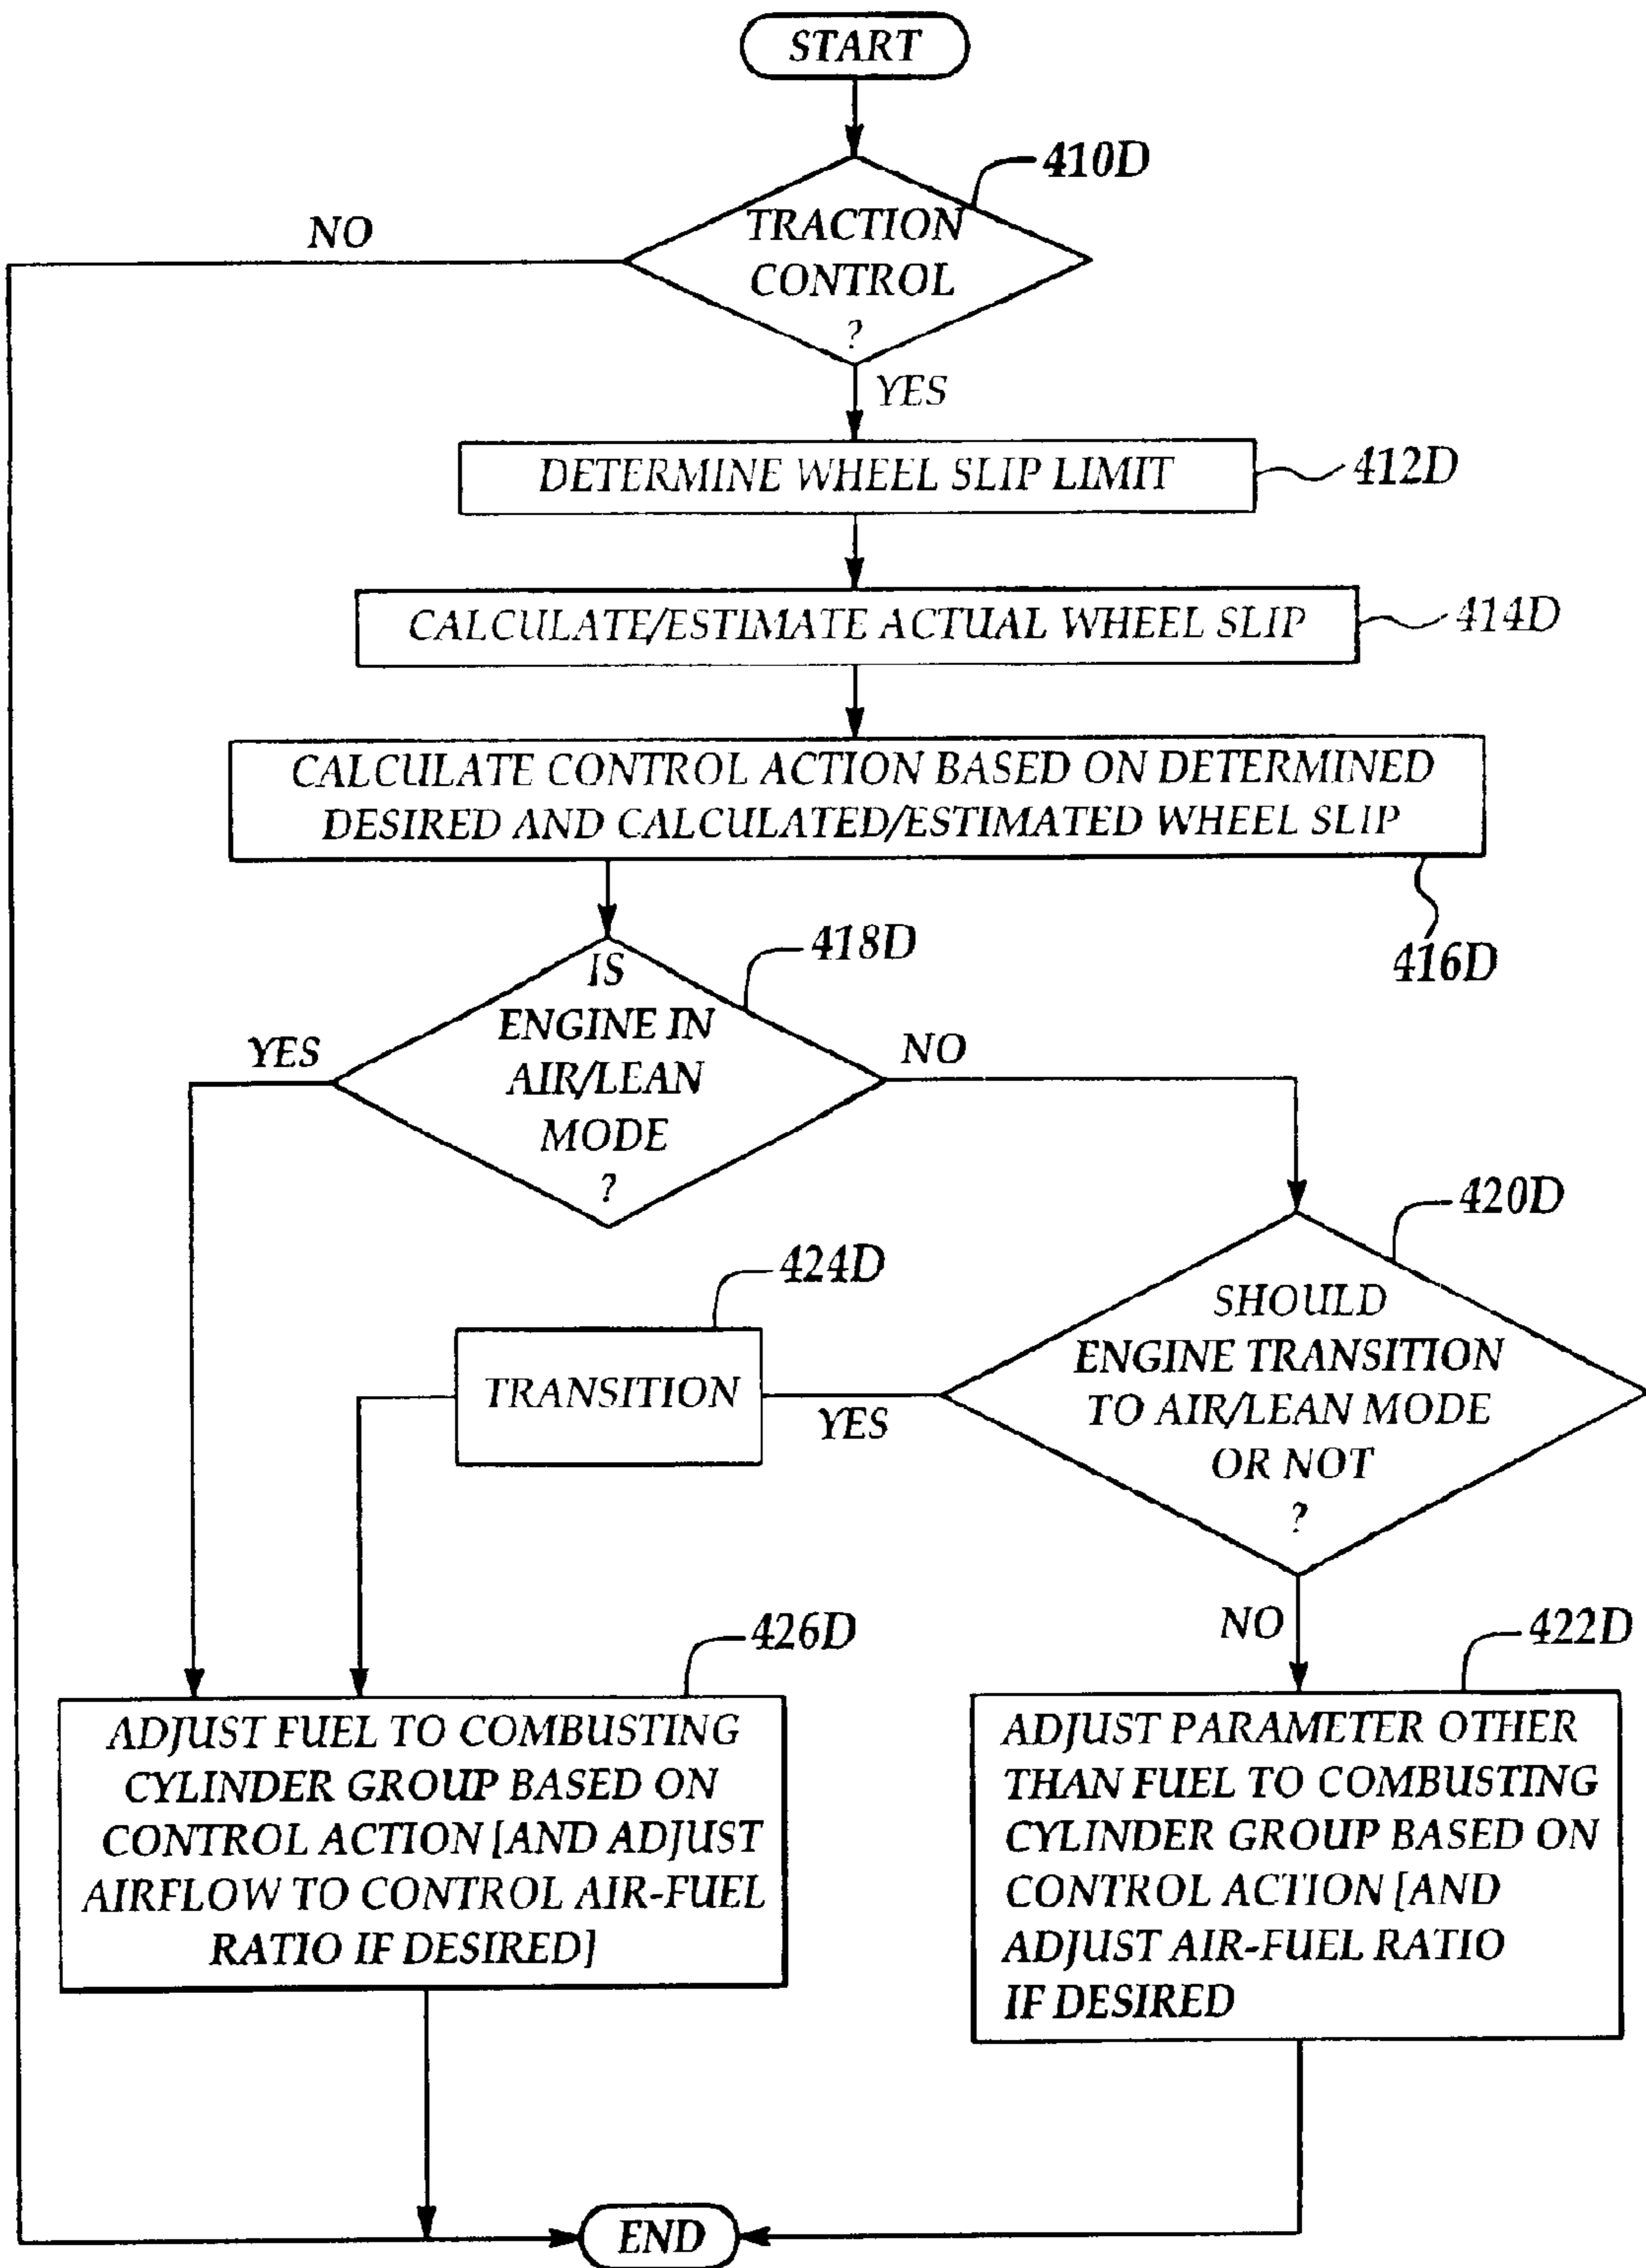 START
410D
TRACTION
CONTROL
?
NO
YES
DETERMINE WHEEL SLIP LIMIT
412D
CALCULATE/ESTIMATE ACTUAL WHEEL SLIP
414D
CALCULATE CONTROL ACTION BASED ON DETERMINED
DESIRED AND CALCULATED/ESTIMATED WHEEL SLIP
416D
418D
IS
ENGINE IN
AIR/LEAN
MODE
?
YES
NO
420D
SHOULD
ENGINE TRANSITION
TO AIR/LEAN MODE
OR NOT
?
424D
TRANSITION
YES
NO
426D
ADJUST FUEL TO COMBUSTING
CYLINDER GROUP BASED ON
CONTROL ACTION [AND ADJUST
AIRFLOW TO CONTROL AIR-FUEL
RATIO IF DESIRED]
422D
ADJUST PARAMETER OTHER
THAN FUEL TO COMBUSTING
CYLINDER GROUP BASED ON
CONTROL ACTION [AND
ADJUST AIR-FUEL RATIO
IF DESIRED
END